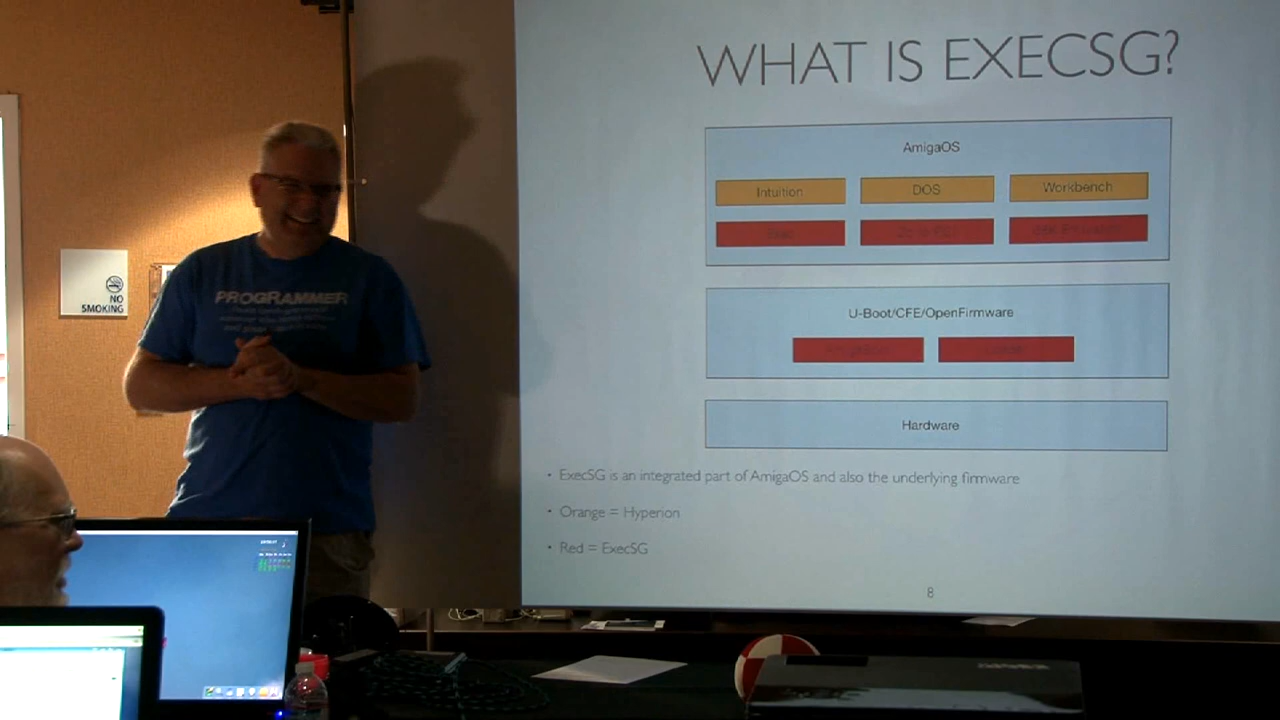 WHAT IS EXECSG?
AmigaOS
Intuition
DOS
Workbench
Exec
U-Boot/CFE/OpenFirmware
Hardware
• ExecSG is an integrated part of AmigaOS and also the underlying firmware
• Orange = Hyperion
• Red = ExecSG
8
NO
SMOKING
PROGRAMMER